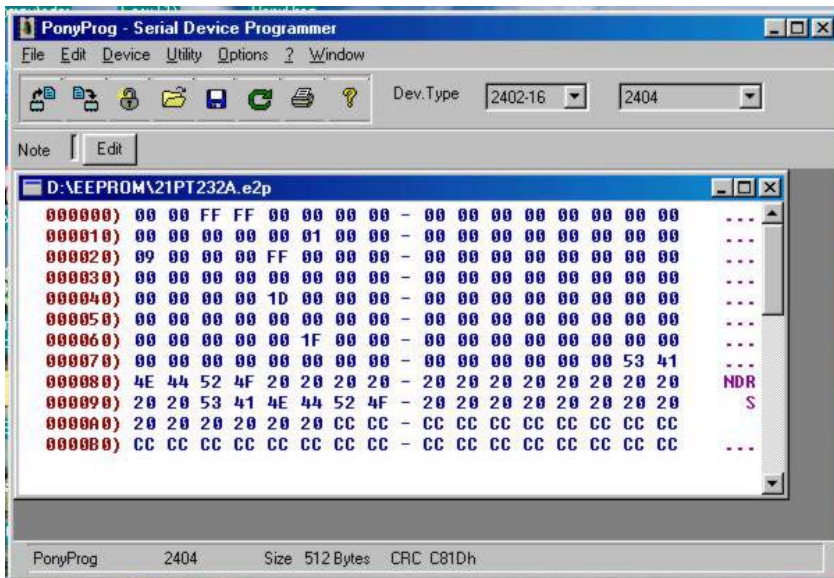 PonyProg - Serial Device Programmer
File Edit Device Utility Options ? Window
Dev.Type 2402-16 2404
Note Edit
D:\EEPROM\21PT232A.e2p
000000) 00 00 FF FF 00 00 00 00 - 00 00 00 00 00 00 00 00 ...
000010) 00 00 00 00 00 01 00 00 - 00 00 00 00 00 00 00 00 ...
000020) 09 00 00 00 FF 00 00 00 - 00 00 00 00 00 00 00 00 ...
000030) 00 00 00 00 00 00 00 00 - 00 00 00 00 00 00 00 00 ...
000040) 00 00 00 00 1D 00 00 00 - 00 00 00 00 00 00 00 00 ...
000050) 00 00 00 00 00 00 00 00 - 00 00 00 00 00 00 00 00 ...
000060) 00 00 00 00 00 1F 00 00 - 00 00 00 00 00 00 00 00 ...
000070) 00 00 00 00 00 00 00 00 - 00 00 00 00 00 00 53 41 ...
000080) 4E 44 52 4F 20 20 20 20 - 20 20 20 20 20 20 20 20 NDR
000090) 20 20 53 41 4E 44 52 4F - 20 20 20 20 20 20 20 20 S
0000A0) 20 20 20 20 20 20 CC CC - CC CC CC CC CC CC CC CC
0000B0) CC CC CC CC CC CC CC CC - CC CC CC CC CC CC CC CC ...
PonyProg 2404 Size 512 Bytes CRC C81Dh